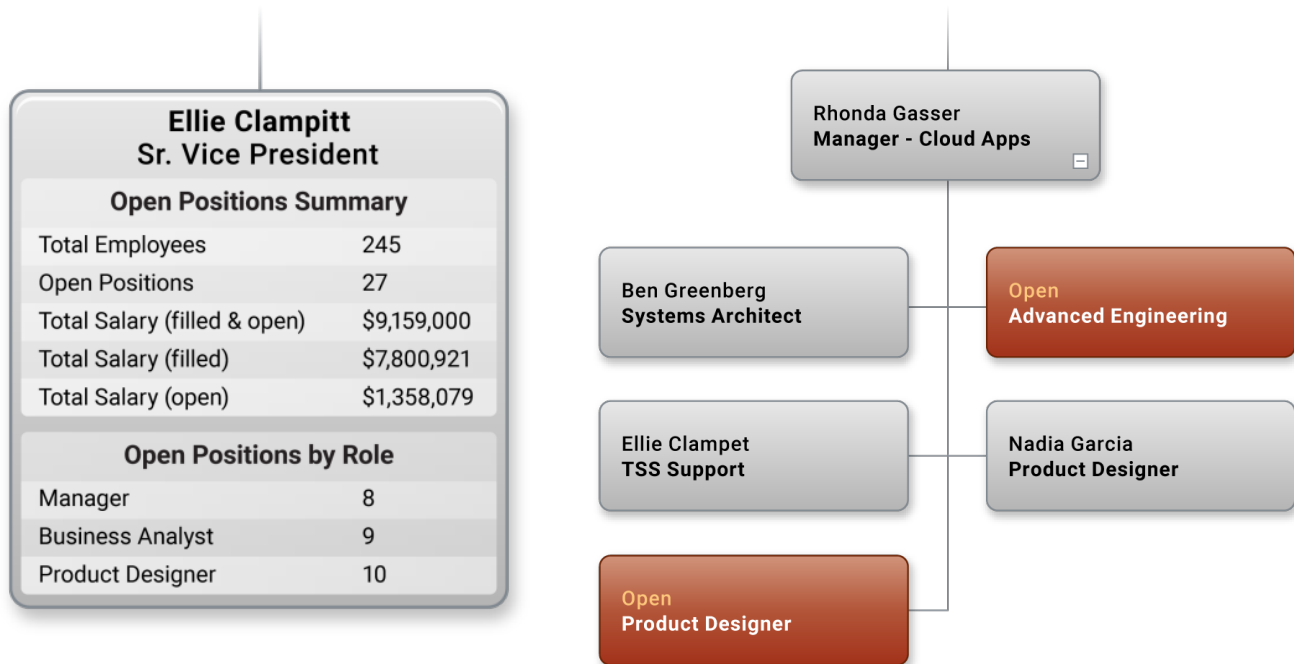 Ellie Clampitt
Sr. Vice President
Open Positions Summary
Total Employees 245
Open Positions 27
Total Salary (filled & open) $9,159,000
Total Salary (filled) $7,800,921
Total Salary (open) $1,358,079
Open Positions by Role
Manager 8
Business Analyst 9
Product Designer 10
Rhonda Gasser
Manager - Cloud Apps
Ben Greenberg
Systems Architect
Open
Advanced Engineering
Ellie Clampet
TSS Support
Nadia Garcia
Product Designer
Open
Product Designer